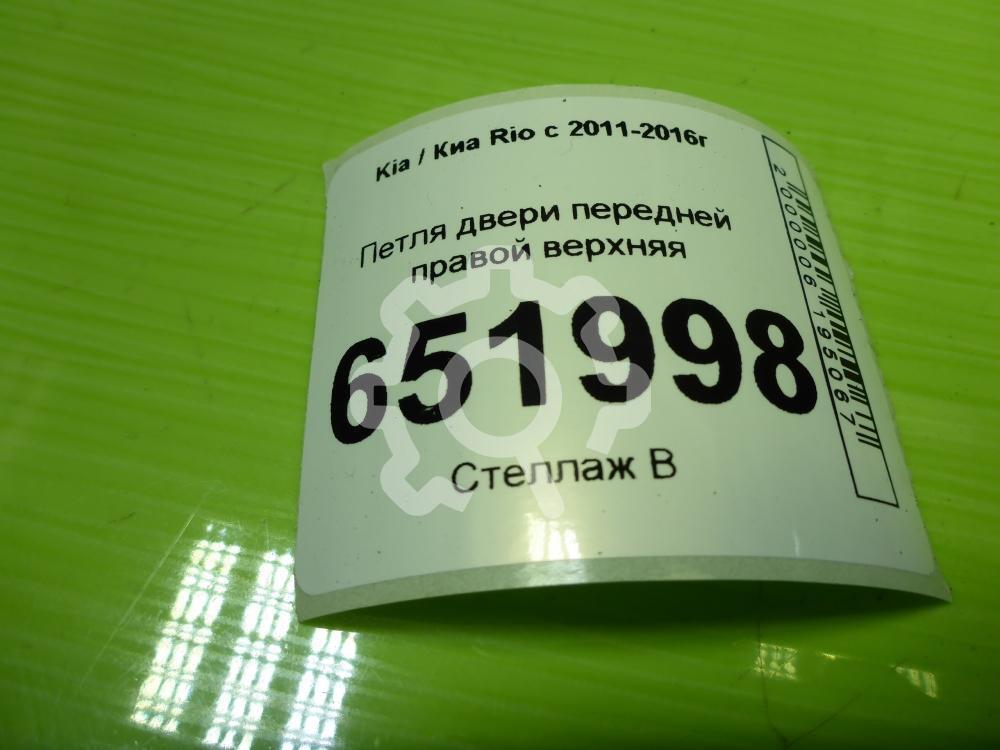 Kia / Киа Rio с 2011-2016г
Петля двери передней
правой верхняя
651998
Стеллаж В
2000006195067